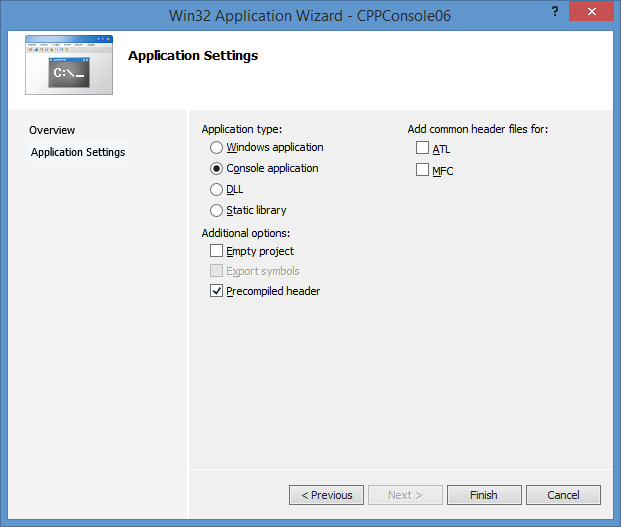 Win32 Application Wizard - CPPConsole06
?
C:\_
Application Settings
Overview
Application Settings
Application type:
Windows application
Console application
DLL
Static library
Additional options:
Empty project
Export symbols
Precompiled header
Add common header files for:
ATL
MFC
< Previous
Next >
Finish
Cancel